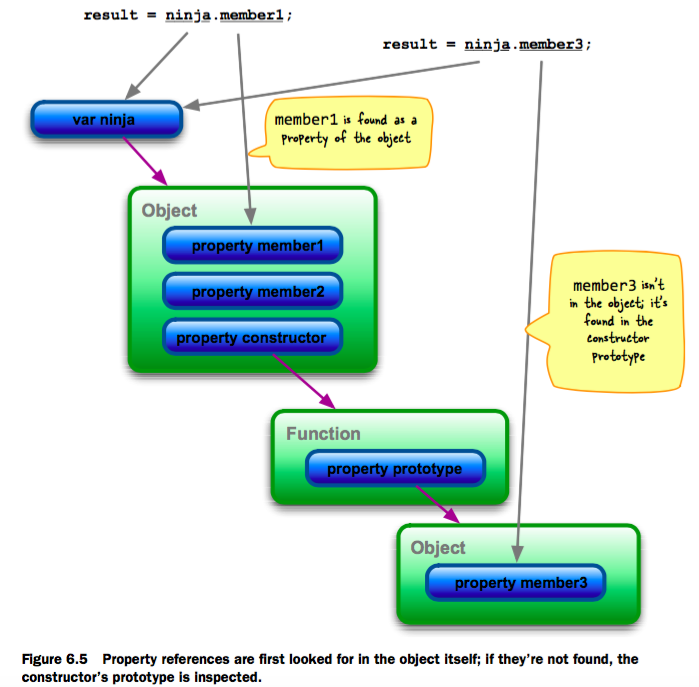 result = ninja.member1;
result = ninja.member3;
var ninja
member1 is found as a
property of the object
Object
property member1
property member2
property constructor
member3 isn't
in the object; it's
found in the
constructor
prototype
Function
property prototype
Object
property member3
Figure 6.5 Property references are first looked for in the object itself; if they're not found, the
constructor's prototype is inspected.